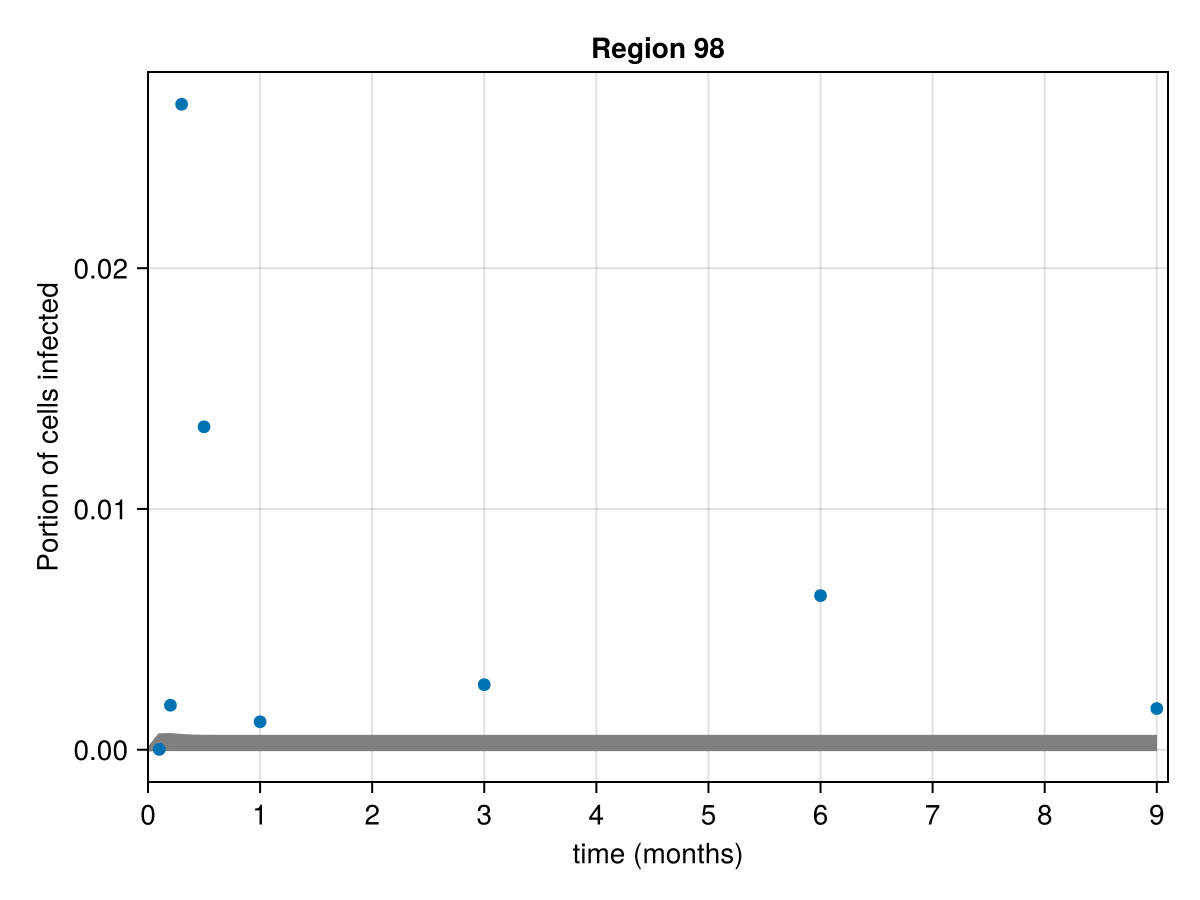 Region 98
Portion of cells infected
0.02
0.01
0.00
0 1 2 3 4 5 6 7 8 9
time (months)